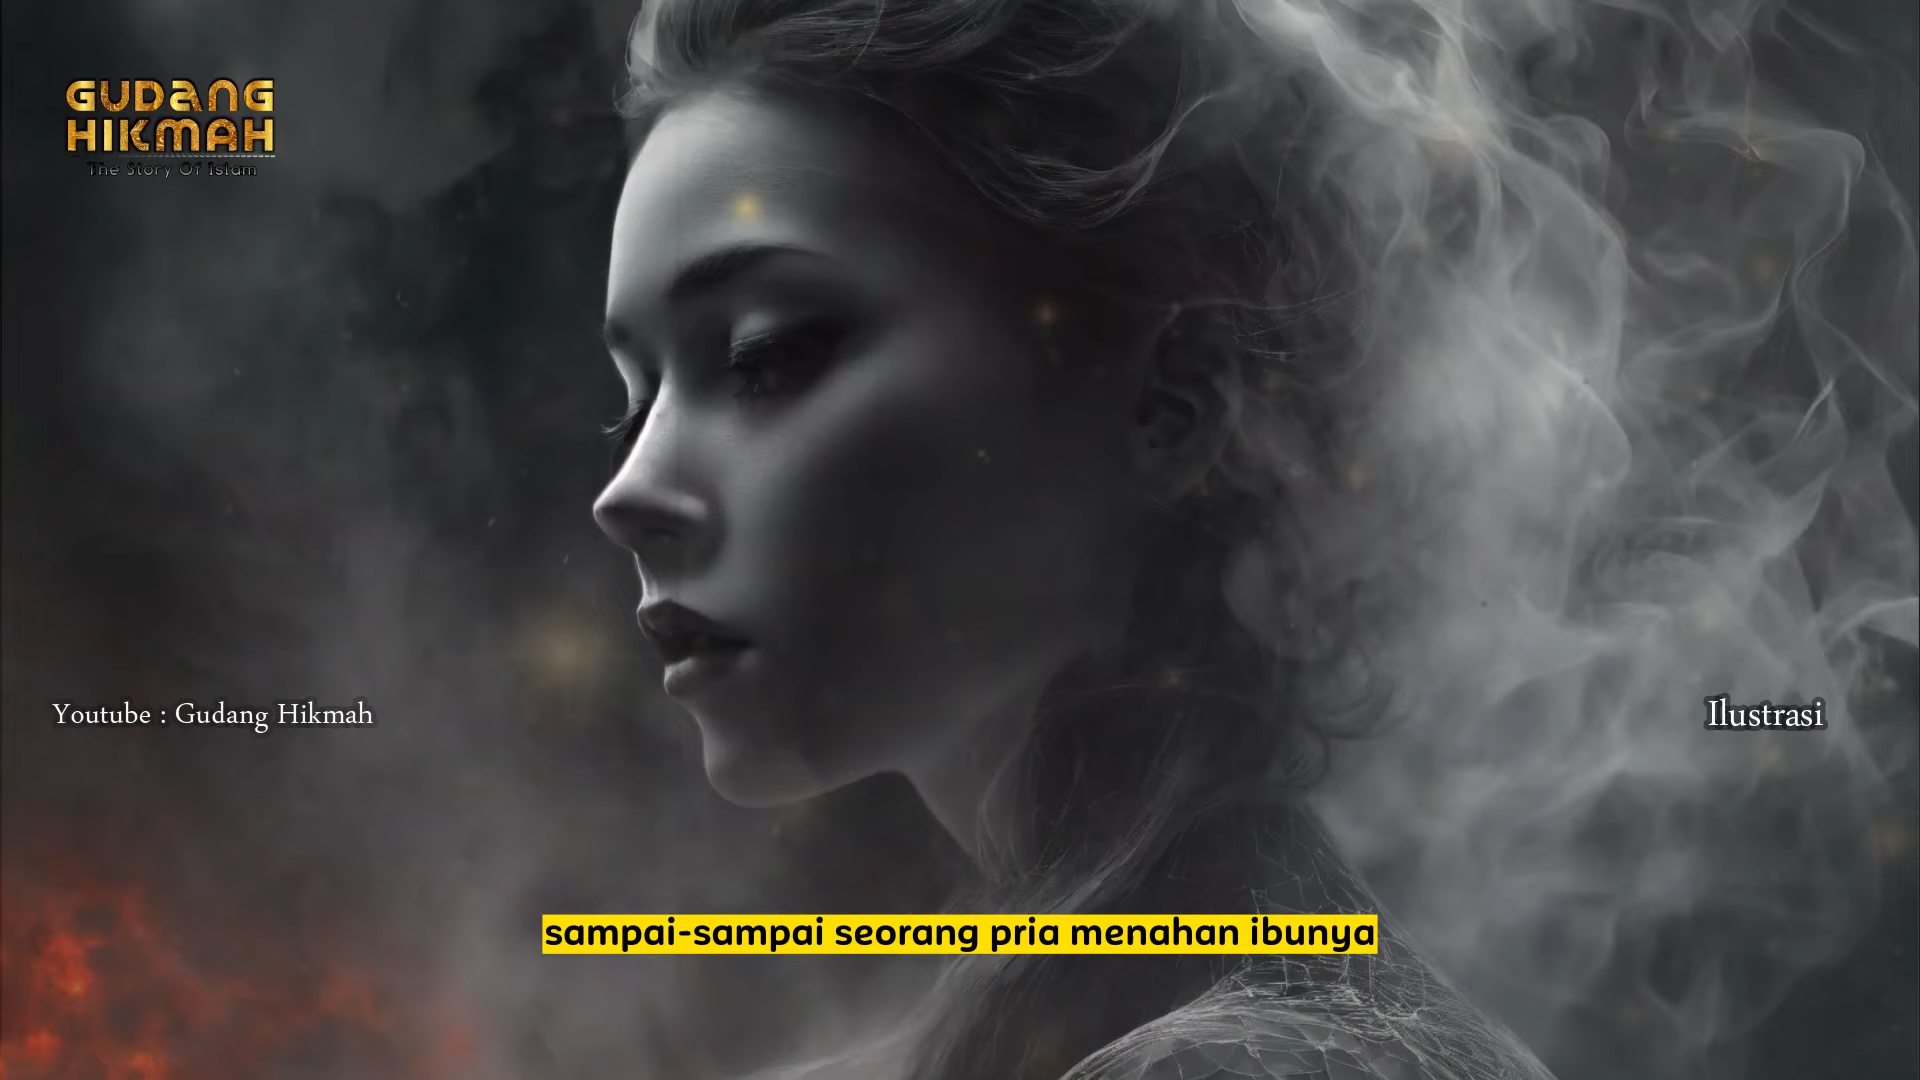 GUDANG
HIKMAH
The Story Of Islam
Youtube : Gudang Hikmah
Ilustrasi
sampai-sampai seorang pria menahan ibunya